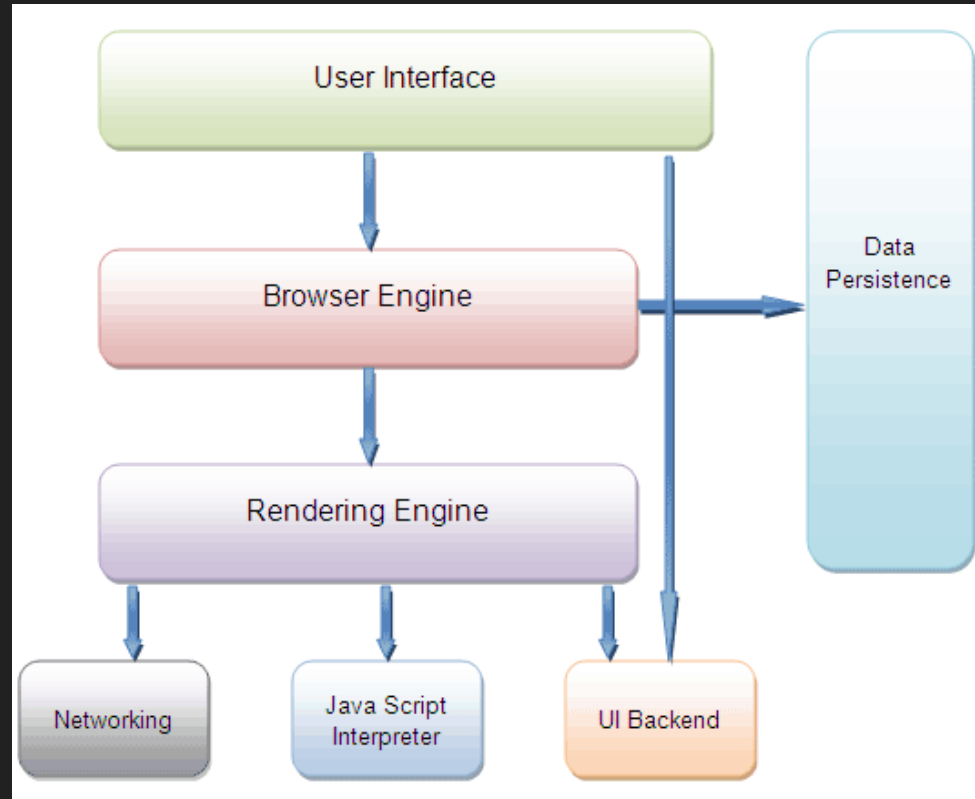 User Interface
Data
Persistence
Browser Engine
Rendering Engine
Networking
Java Script
Interpreter
UI Backend